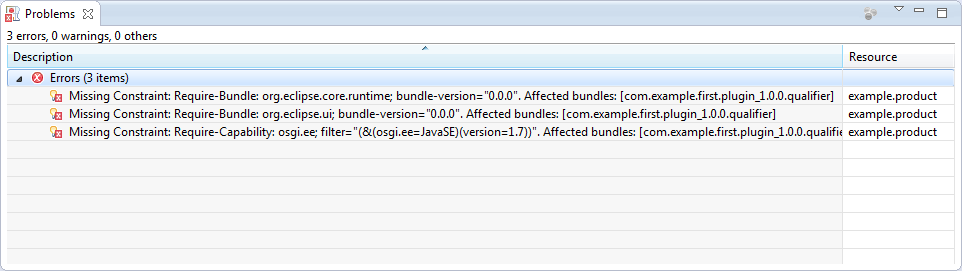 Problems
3 errors, 0 warnings, 0 others
Description Resource
Errors (3 items)
Missing Constraint: Require-Bundle: org.eclipse.core.runtime; bundle-version="0.0.0". Affected bundles: [com.example.first.plugin_1.0.0.qualifier] example.product
Missing Constraint: Require-Bundle: org.eclipse.ui; bundle-version="0.0.0". Affected bundles: [com.example.first.plugin_1.0.0.qualifier] example.product
Missing Constraint: Require-Capability: osgi.ee; filter="(&(osgi.ee=JavaSE)(version=1.7))". Affected bundles: [com.example.first.plugin_1.0.0.qualifie example.product